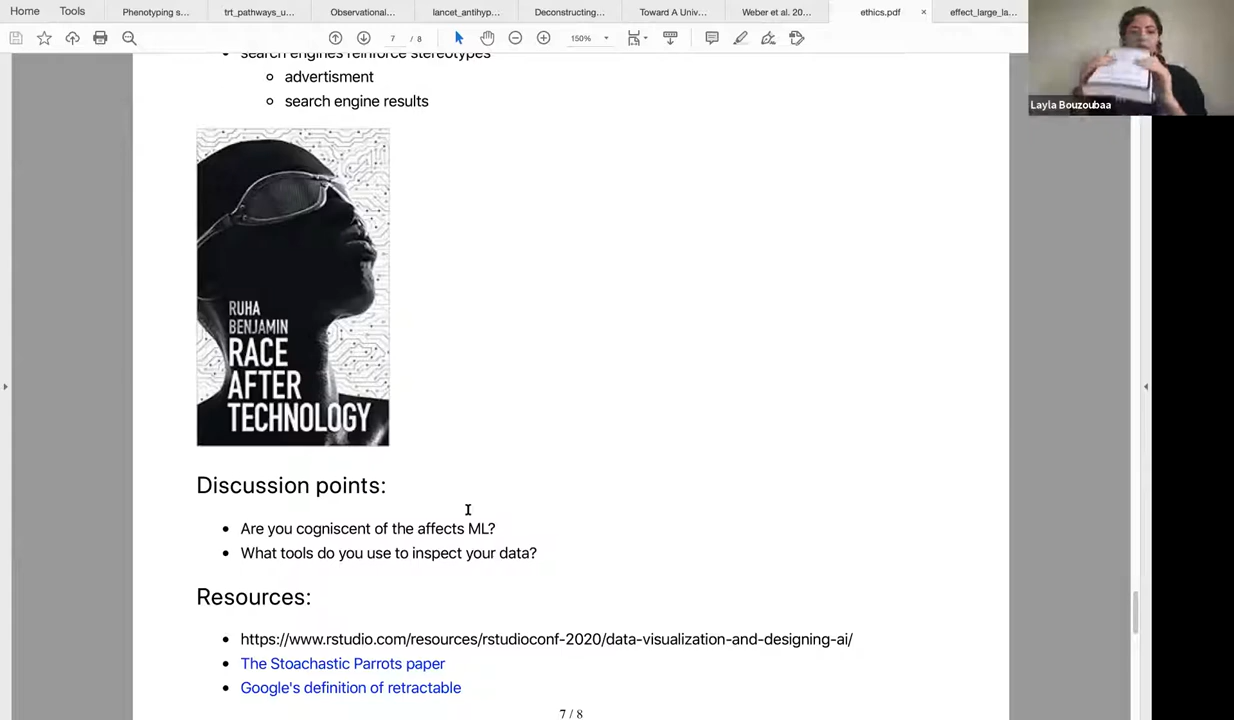 Home
Tools
Phenotyping s...
trt_pathways_u...
Observational...
lancet_antihyp...
Deconstructing...
Toward A Univ...
Weber et al. 20...
ethics.pdf
×
effect_large_la...
7 / 8
150%
Layla Bouzoubaa
search engines reinforce stereotypes
advertisment
search engine results
RUHA
BENJAMIN
RACE
AFTER
TECHNOLOGY
Discussion points:
Are you cogniscent of the affects ML?
What tools do you use to inspect your data?
Resources:
https://www.rstudio.com/resources/rstudioconf-2020/data-visualization-and-designing-ai/
The Stoachastic Parrots paper
Google's definition of retractable
7 / 8